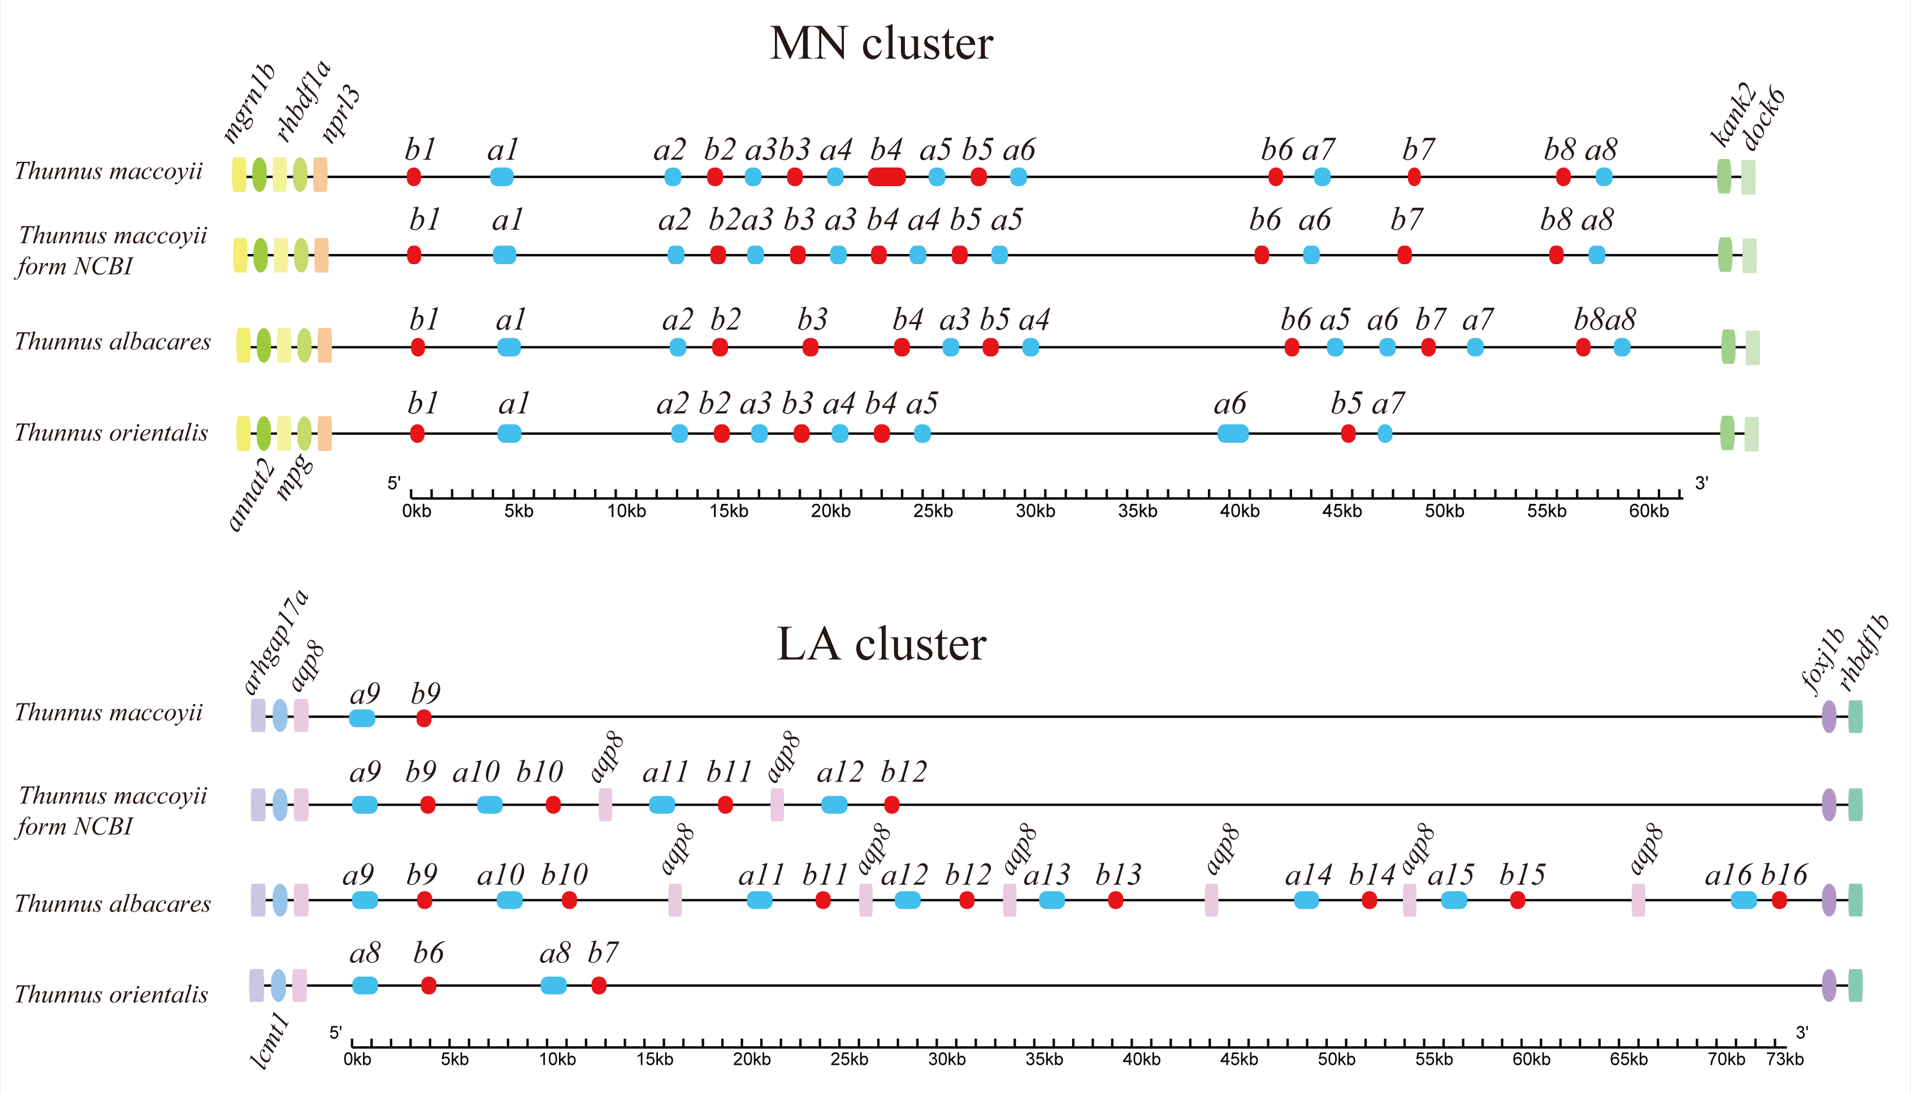 MN cluster
mgrn1b rhbdf1a nprl3 kank2 dock6
b1 a1 a2 b2 a3 b3 a4 b4 a5 b5 a6 b6 a7 b7 b8 a8
Thunnus maccoyii
b1 a1 a2 b2 a3 b3 a3 b4 a4 b5 a5 b6 a6 b7 b8 a8
Thunnus maccoyii
form NCBI
b1 a1 a2 b2 b3 b4 a3 b5 a4 b6 a5 a6 b7 a7 b8 a8
Thunnus albacares
b1 a1 a2 b2 a3 b3 a4 b4 a5 a6 b5 a7
Thunnus orientalis
annat2 mpg
5' 3'
0kb 5kb 10kb 15kb 20kb 25kb 30kb 35kb 40kb 45kb 50kb 55kb 60kb
LA cluster
arhgap17a aqp8 foxj1b rhbdf1b
a9 b9
Thunnus maccoyii
aqp8 aqp8
a9 b9 a10 b10 a11 b11 a12 b12
Thunnus maccoyii
form NCBI
aqp8 aqp8 aqp8 aqp8 aqp8 aqp8
a9 b9 a10 b10 a11 b11 a12 b12 a13 b13 a14 b14 a15 b15 a16 b16
Thunnus albacares
a8 b6 a8 b7
Thunnus orientalis
lcmt1
5' 3'
0kb 5kb 10kb 15kb 20kb 25kb 30kb 35kb 40kb 45kb 50kb 55kb 60kb 65kb 70kb 73kb